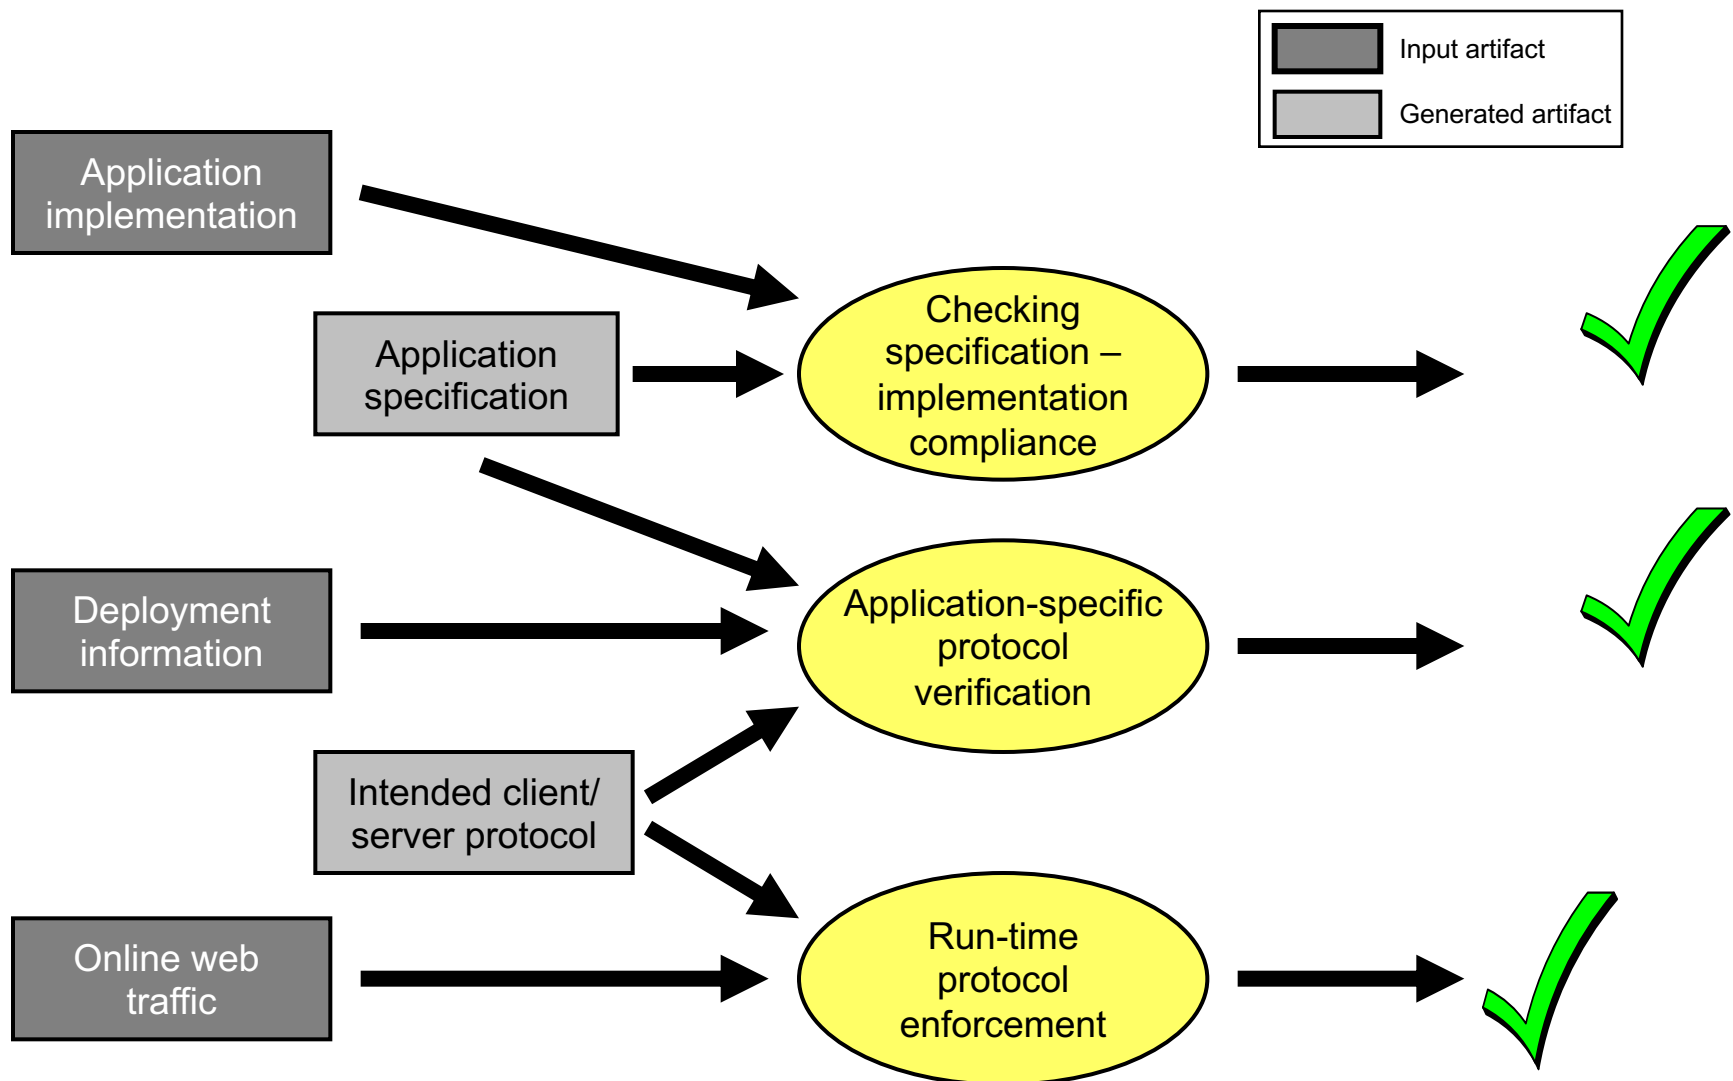 Input artifact
Generated artifact
Application
implementation
Application
specification
Checking
specification –
implementation
compliance
Deployment
information
Application-specific
protocol
verification
Intended client/
server protocol
Online web
traffic
Run-time
protocol
enforcement